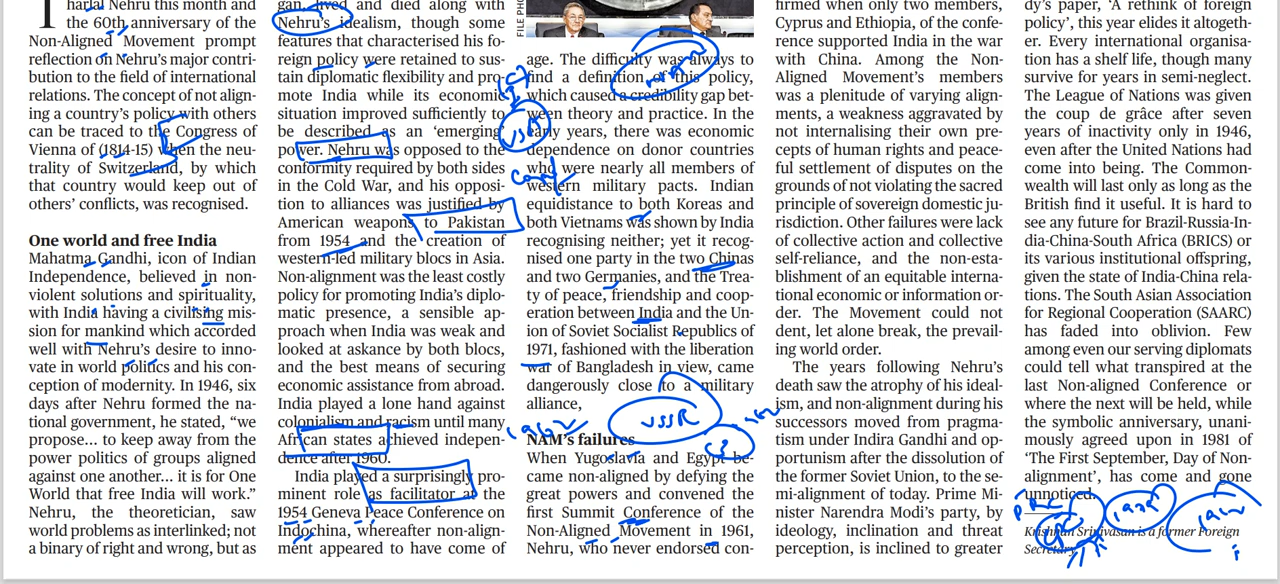 harlal Nehru this month and
the 60th anniversary of the
Non-Aligned Movement prompt
reflection of Nehru's major contri-
bution to the field of international
relations. The concept of not align-
ing a country's policy with others
can be traced to the Congress of
Vienna of (1814-15) when the neu-
trality of Switzerland, by which
that country would keep out of
others' conflicts, was recognised.
One world and free India
Mahatma Gandhi, icon of Indian
Independence, believed in non-
violent solutions and spirituality,
with India having a civilising mis-
sion for mankind which accorded
well with Nehru's desire to inno-
vate in world politics and his con-
ception of modernity. In 1946, six
days after Nehru formed the na-
tional government, he stated, "we
propose... to keep away from the
power politics of groups aligned
against one another... it is for One
World that free India will work."
Nehru, the theoretician, saw
world problems as interlinked; not
a binary of right and wrong, but as
and died along with
Nehru's idealism, though some
features that characterised his fo-
reign policy were retained to sus-
tain diplomatic flexibility and pro-
mote India while its economic
situation improved sufficiently to
be described as an 'emerging'
power. Nehru was opposed to the
conformity required by both sides
in the Cold War, and his opposi-
tion to alliances was justified by
American weapons to Pakistan
from 1954 and the creation of
western-led military blocs in Asia.
Non-alignment was the least costly
policy for promoting India's diplo-
matic presence, a sensible ap-
proach when India was weak and
looked at askance by both blocs,
and the best means of securing
economic assistance from abroad.
India played a lone hand against
colonialism and racism until many
African states achieved indepen-
dence after 1960.
India played a surprisingly pro-
minent role as facilitator at the
1954 Geneva Peace Conference on
Indochina, whereafter non-align-
ment appeared to have come of
FILE PHO
age. The difficulty was always to
find a definition of this policy,
which caused a credibility gap bet-
ween theory and practice. In the
early years, there was economic
dependence on donor countries
who were nearly all members of
western military pacts. Indian
equidistance to both Koreas and
both Vietnams was shown by India
recognising neither; yet it recog-
nised one party in the two Chinas
and two Germanies, and the Trea-
ty of peace, friendship and coop-
eration between India and the Un-
ion of Soviet Socialist Republics of
1971, fashioned with the liberation
war of Bangladesh in view, came
dangerously close to a military
alliance,
USSR
NAM's failures
When Yugoslavia and Egypt be-
came non-aligned by defying the
great powers and convened the
first Summit Conference of the
Non-Aligned Movement in 1961,
Nehru, who never endorsed con-
firmed when only two members,
Cyprus and Ethiopia, of the confe-
rence supported India in the war
with China. Among the Non-
Aligned Movement's members
was a plenitude of varying align-
ments, a weakness aggravated by
not internalising their own pre-
cepts of human rights and peace-
ful settlement of disputes on the
grounds of not violating the sacred
principle of sovereign domestic ju-
risdiction. Other failures were lack
of collective action and collective
self-reliance, and the non-esta-
blishment of an equitable interna-
tional economic or information or-
der. The Movement could not
dent, let alone break, the prevail-
ing world order.
The years following Nehru's
death saw the atrophy of his ideal-
ism, and non-alignment during his
successors moved from pragma-
tism under Indira Gandhi and op-
portunism after the dissolution of
the former Soviet Union, to the se-
mi-alignment of today. Prime Mi-
nister Narendra Modi's party, by
ideology, inclination and threat
perception, is inclined to greater
dy's paper, 'A rethink of foreign
policy', this year elides it altogeth-
er. Every international organisa-
tion has a shelf life, though many
survive for years in semi-neglect.
The League of Nations was given
the coup de grâce after seven
years of inactivity only in 1946,
even after the United Nations had
come into being. The Common-
wealth will last only as long as the
British find it useful. It is hard to
see any future for Brazil-Russia-In-
dia-China-South Africa (BRICS) or
its various institutional offspring,
given the state of India-China rela-
tions. The South Asian Association
for Regional Cooperation (SAARC)
has faded into oblivion. Few
among even our serving diplomats
could tell what transpired at the
last Non-aligned Conference or
where the next will be held, while
the symbolic anniversary, unani-
mously agreed upon in 1981 of
'The First September, Day of Non-
alignment', has come and gone
unnoticed.
Krishnan Srinivasan is a former Foreign
Secretary